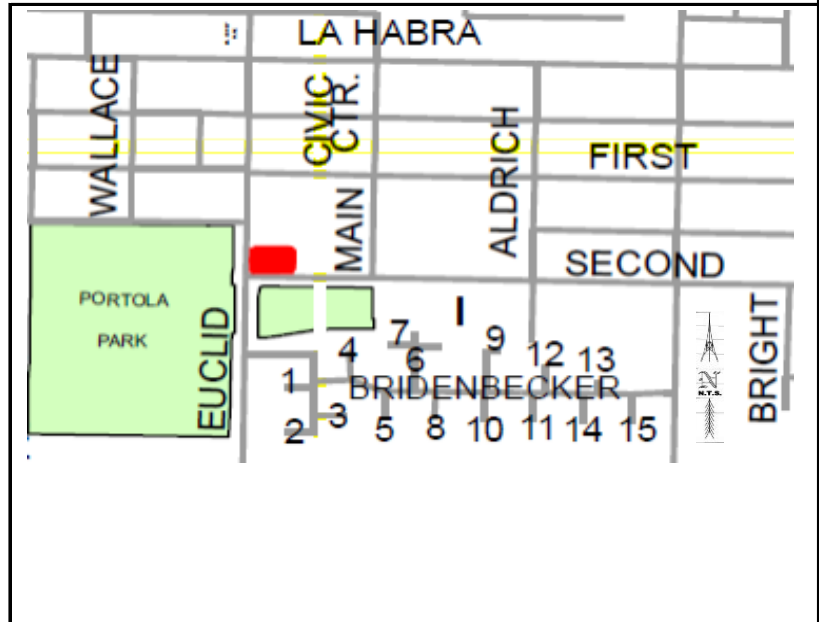 LA HABRA
WALLACE
CIVIC
CTR.
ALDRICH
FIRST
MAIN
SECOND
PORTOLA
PARK
EUCLID
I
BRIGHT
7
9
4
6
12
13
N
N.T.S.
1
BRIDENBECKER
3
2
5
8
10
11
14
15